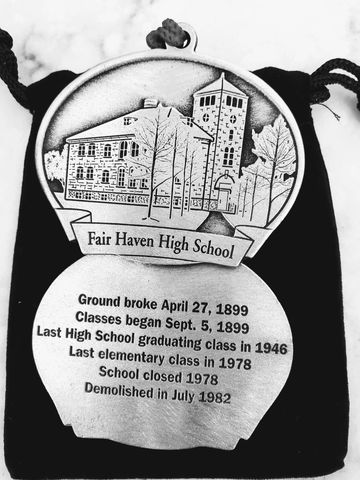 Fair Haven High School
Ground broke April 27, 1899
Classes began Sept. 5, 1899
Last High School graduating class in 1946
Last elementary class in 1978
School closed 1978
Demolished in July 1982